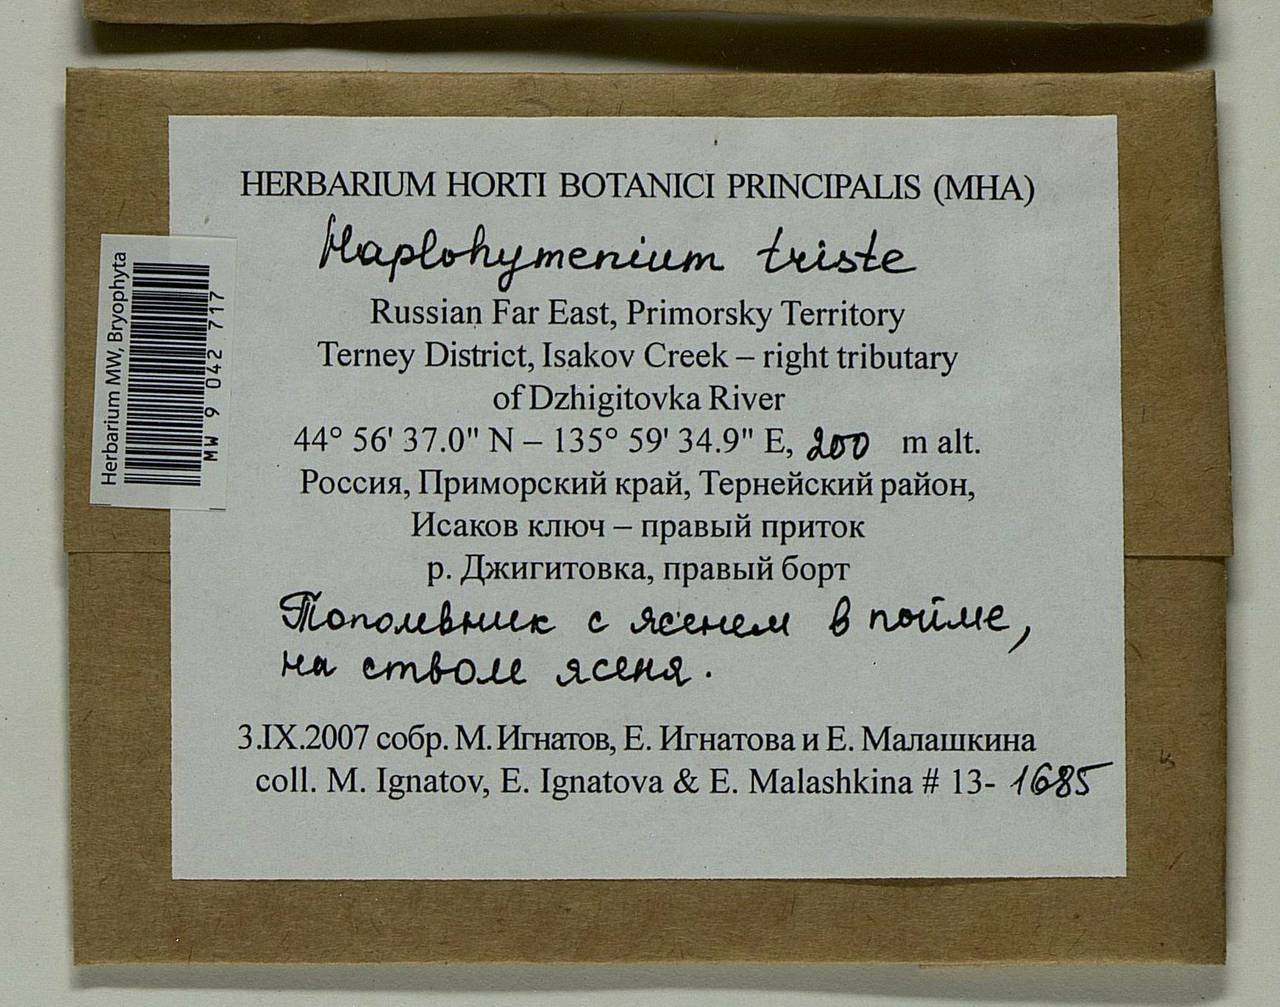 HERBARIUM HORTI BOTANICI PRINCIPALIS (MHA)
Haplohymenium triste
Russian Far East, Primorsky Territory
Terney District, Isakov Creek – right tributary
of Dzhigitovka River
44° 56' 37.0" N – 135° 59' 34.9" E, 200 m alt.
Россия, Приморский край, Тернейский район,
Исаков ключ – правый приток
р. Джигитовка, правый борт
Тополевник с ясенем в пойме,
на стволе ясеня.
3.IX.2007 собр. М. Игнатов, Е. Игнатова и Е. Малашкина
coll. M. Ignatov, E. Ignatova & E. Malashkina # 13- 1685
Herbarium MW, Bryophyta
MW 9 042 717